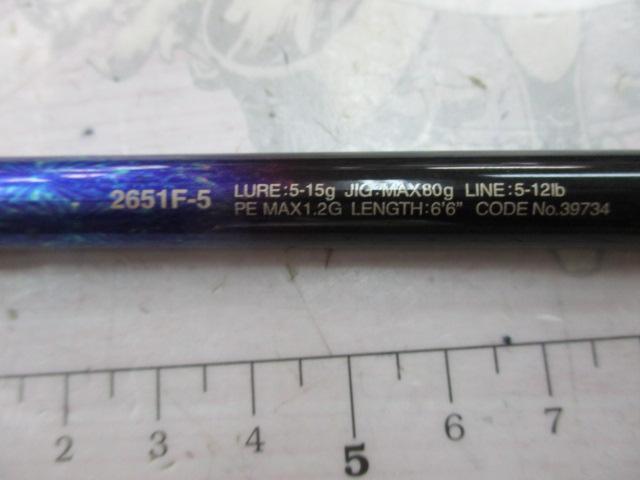 2651F-5
LURE:5-15g JIG:MAX80g LINE:5-12lb
PE MAX1.2G LENGTH:6'6" CODE No.39734
2 3 4 5 6 7